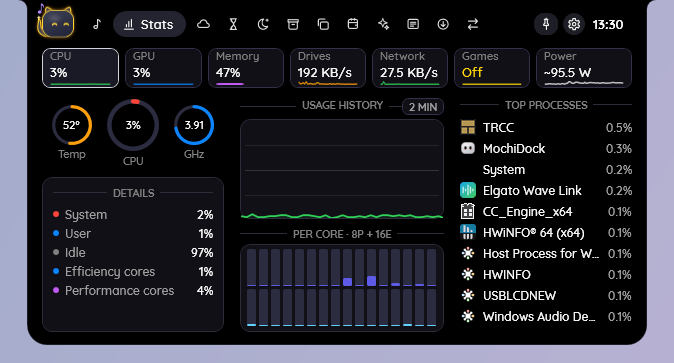 Stats
13:30
CPU
3%
GPU
3%
Memory
47%
Drives
192 KB/s
Network
27.5 KB/s
Games
Off
Power
~95.5 W
52°
Temp
3%
CPU
3.91
GHz
DETAILS
System 2%
User 1%
Idle 97%
Efficiency cores 1%
Performance cores 4%
USAGE HISTORY 2 MIN
PER CORE · 8P + 16E
TOP PROCESSES
TRCC 0.5%
MochiDock 0.3%
System 0.2%
Elgato Wave Link 0.2%
CC_Engine_x64 0.1%
HWiNFO® 64 (x64) 0.1%
Host Process for W... 0.1%
HWINFO 0.1%
USBLCDNEW 0.1%
Windows Audio De... 0.1%